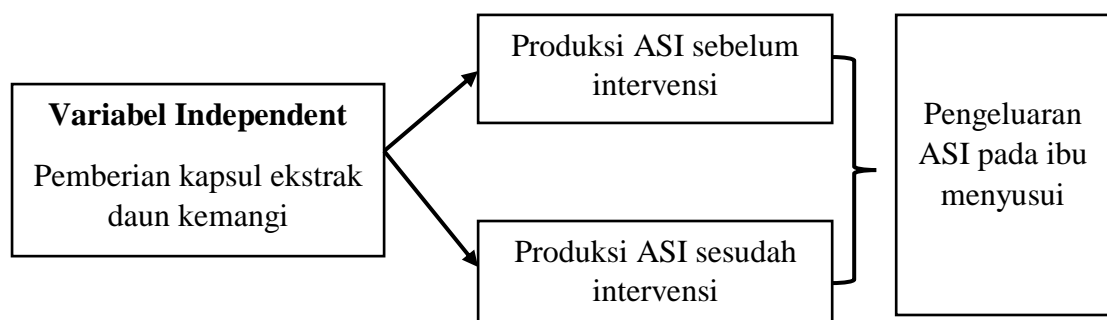 Variabel Independent
Pemberian kapsul ekstrak
daun kemangi
Produksi ASI sebelum
intervensi
Produksi ASI sesudah
intervensi
Pengeluaran
ASI pada ibu
menyusui